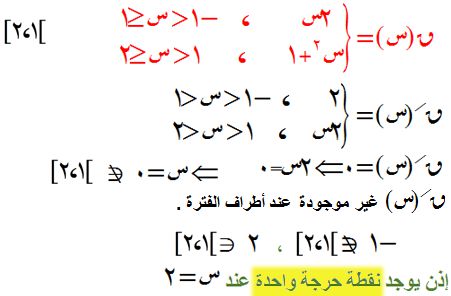 ق(س) = { ٢س ، -١ < س ≤ ١ [١،٢]
س٢+١ ، ١ < س ≤ ٢
قَ(س) = { ٢ ، -١ < س < ١
٢س ، ١ < س < ٢
قَ(س) = ٠ ⇐ ٢س = ٠ ⇐ س = ٠ ∌ [١،٢]
قَ(س) غير موجودة عند أطراف الفترة .
-١ ∌ [١،٢] ، ٢ ∋ [١،٢]
إذن يوجد نقطة حرجة واحدة عند س = ٢